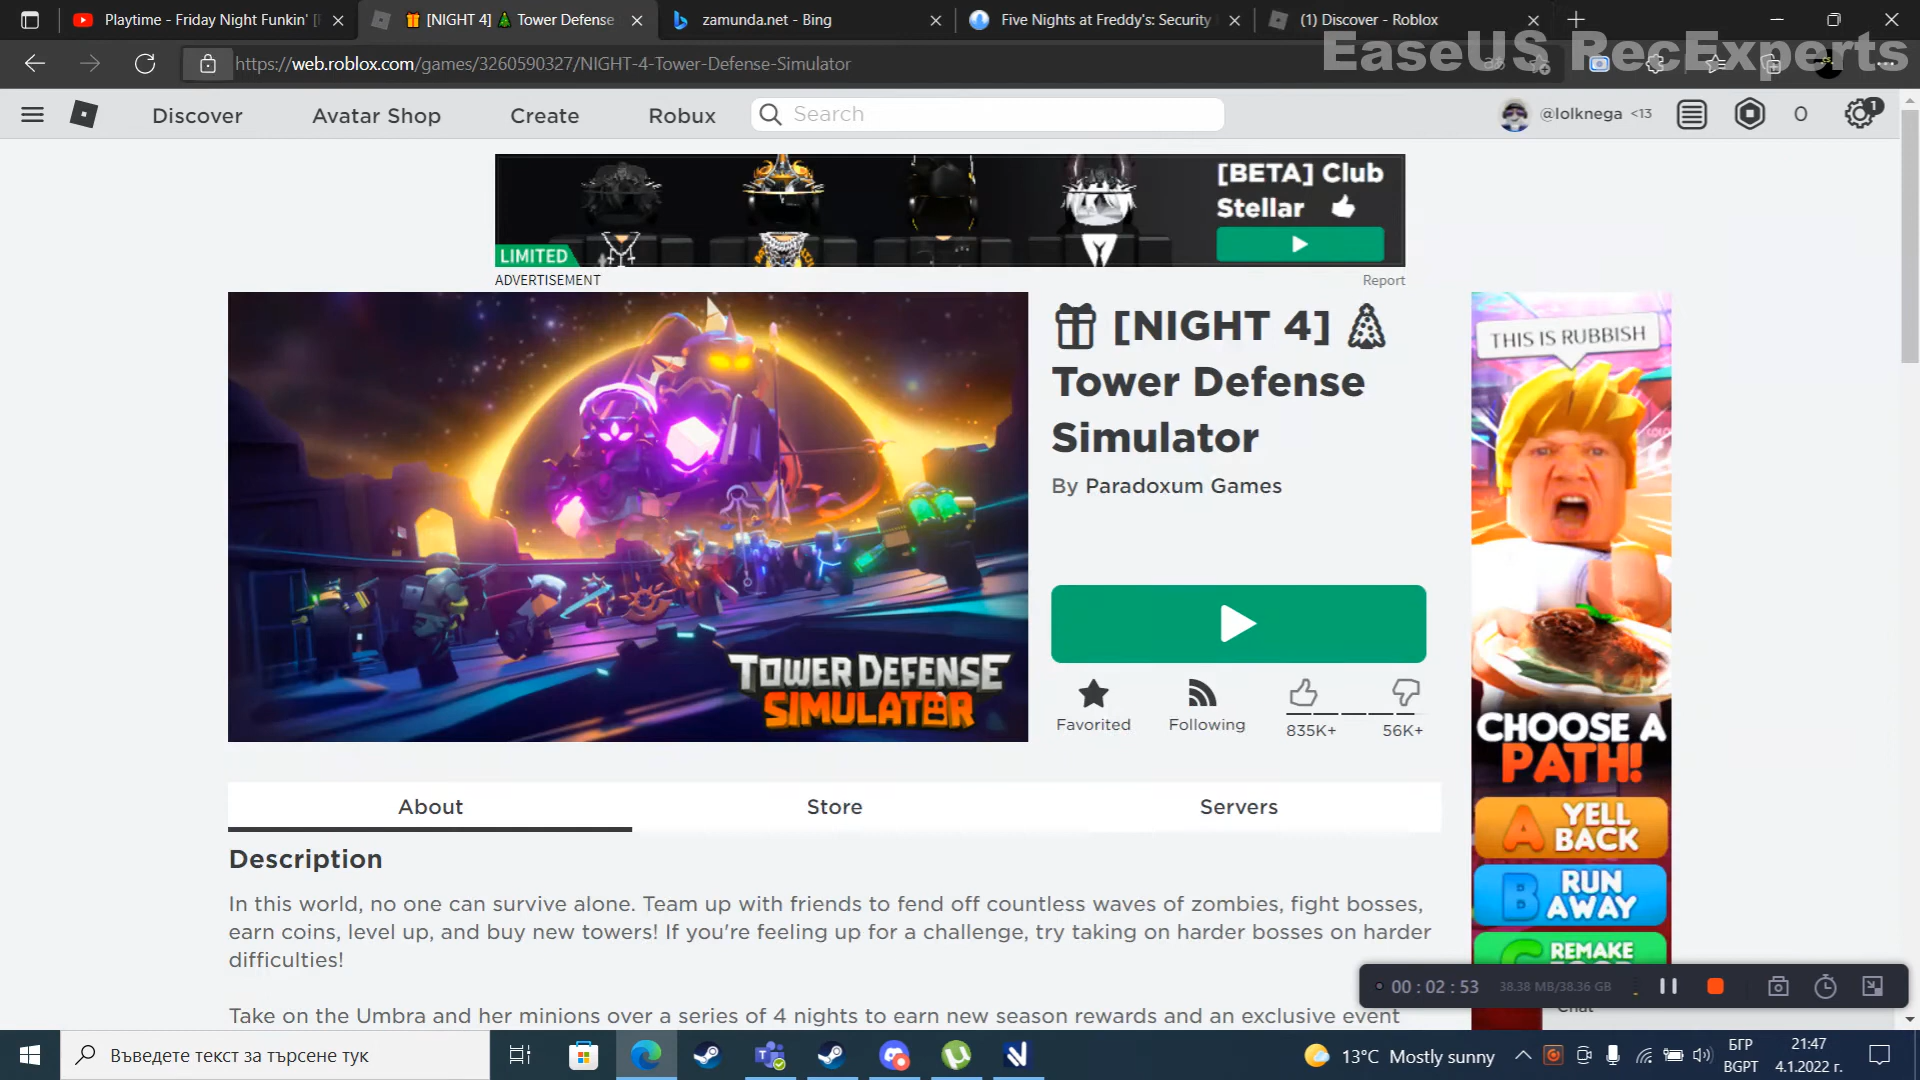 Playtime - Friday Night Funkin' [
[NIGHT 4] Tower Defense
zamunda.net - Bing
Five Nights at Freddy's: Security
(1) Discover - Roblox
https://web.roblox.com/games/3260590327/NIGHT-4-Tower-Defense-Simulator
EaseUS RecExperts
Discover
Avatar Shop
Create
Robux
Search
@lolknega <13
0
1
[BETA] Club
Stellar
LIMITED
ADVERTISEMENT
Report
TOWER DEFENSE
SIMULATOR
[NIGHT 4]
Tower Defense
Simulator
By Paradoxum Games
Favorited
Following
835K+
56K+
THIS IS RUBBISH
CHOOSE A
PATH!
A YELL
BACK
B RUN
AWAY
C REMAKE
About
Store
Servers
Description
In this world, no one can survive alone. Team up with friends to fend off countless waves of zombies, fight bosses,
earn coins, level up, and buy new towers! If you're feeling up for a challenge, try taking on harder bosses on harder
difficulties!
Take on the Umbra and her minions over a series of 4 nights to earn new season rewards and an exclusive event
00 : 02 : 53
38.38 MB/38.36 GB
Chat
Въведете текст за търсене тук
13°C Mostly sunny
БГР
BGPT
21:47
4.1.2022 г.